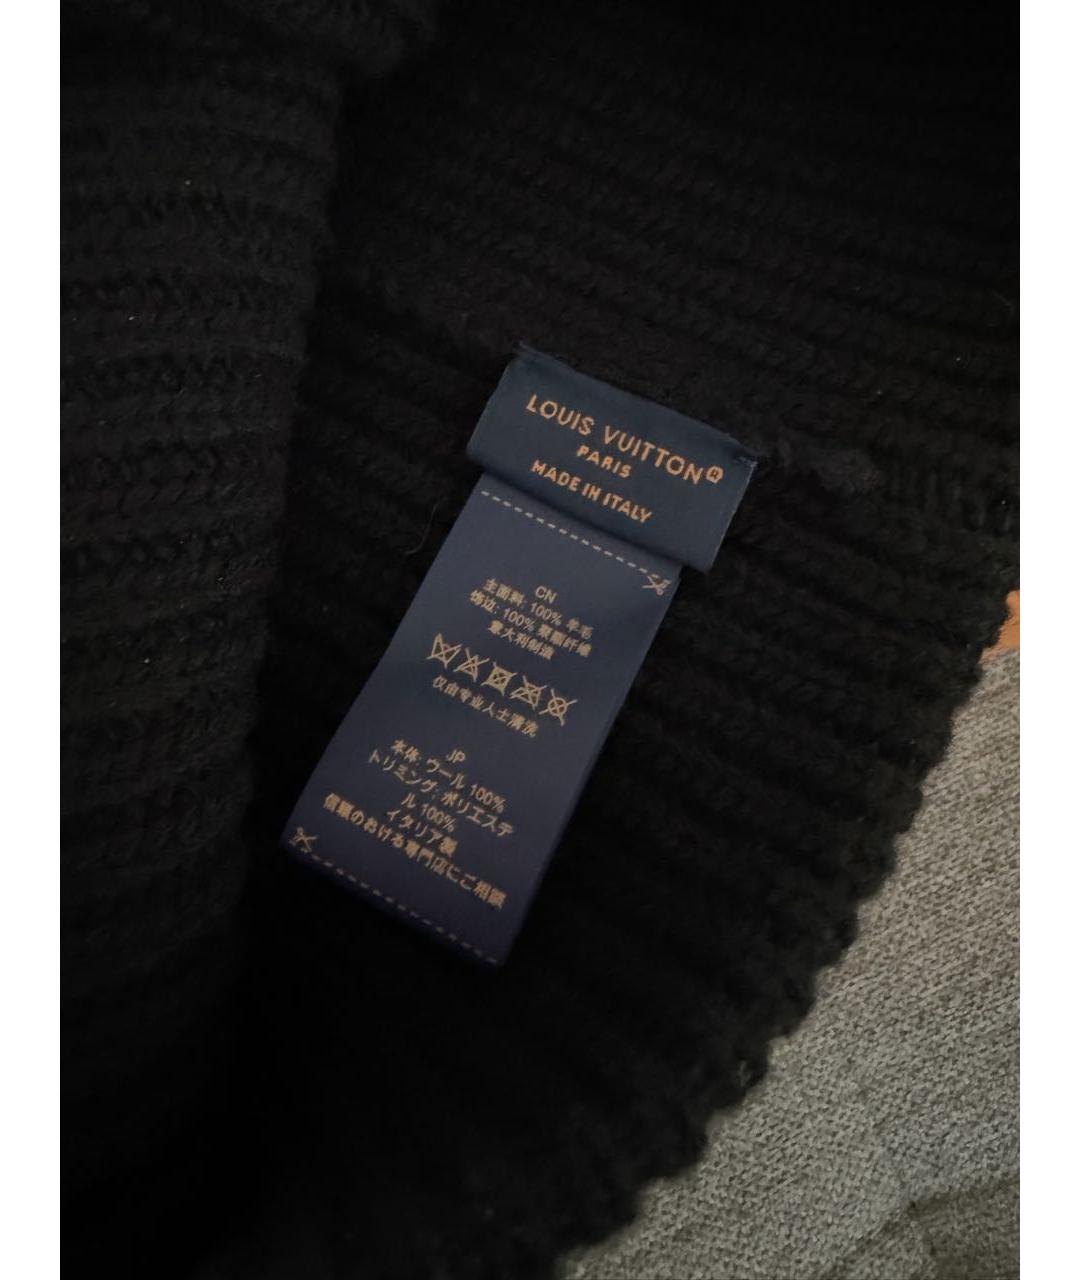 LOUIS VUITTON®
PARIS
MADE IN ITALY
CN
主面料: 100% 羊毛
饰边: 100% 聚酯纤维
意大利制造
仅由专业人士清洗
JP
本体: ウール 100%
トリミング: ポリエステ
ル 100%
イタリア製
信頼のおける専門店にご相談